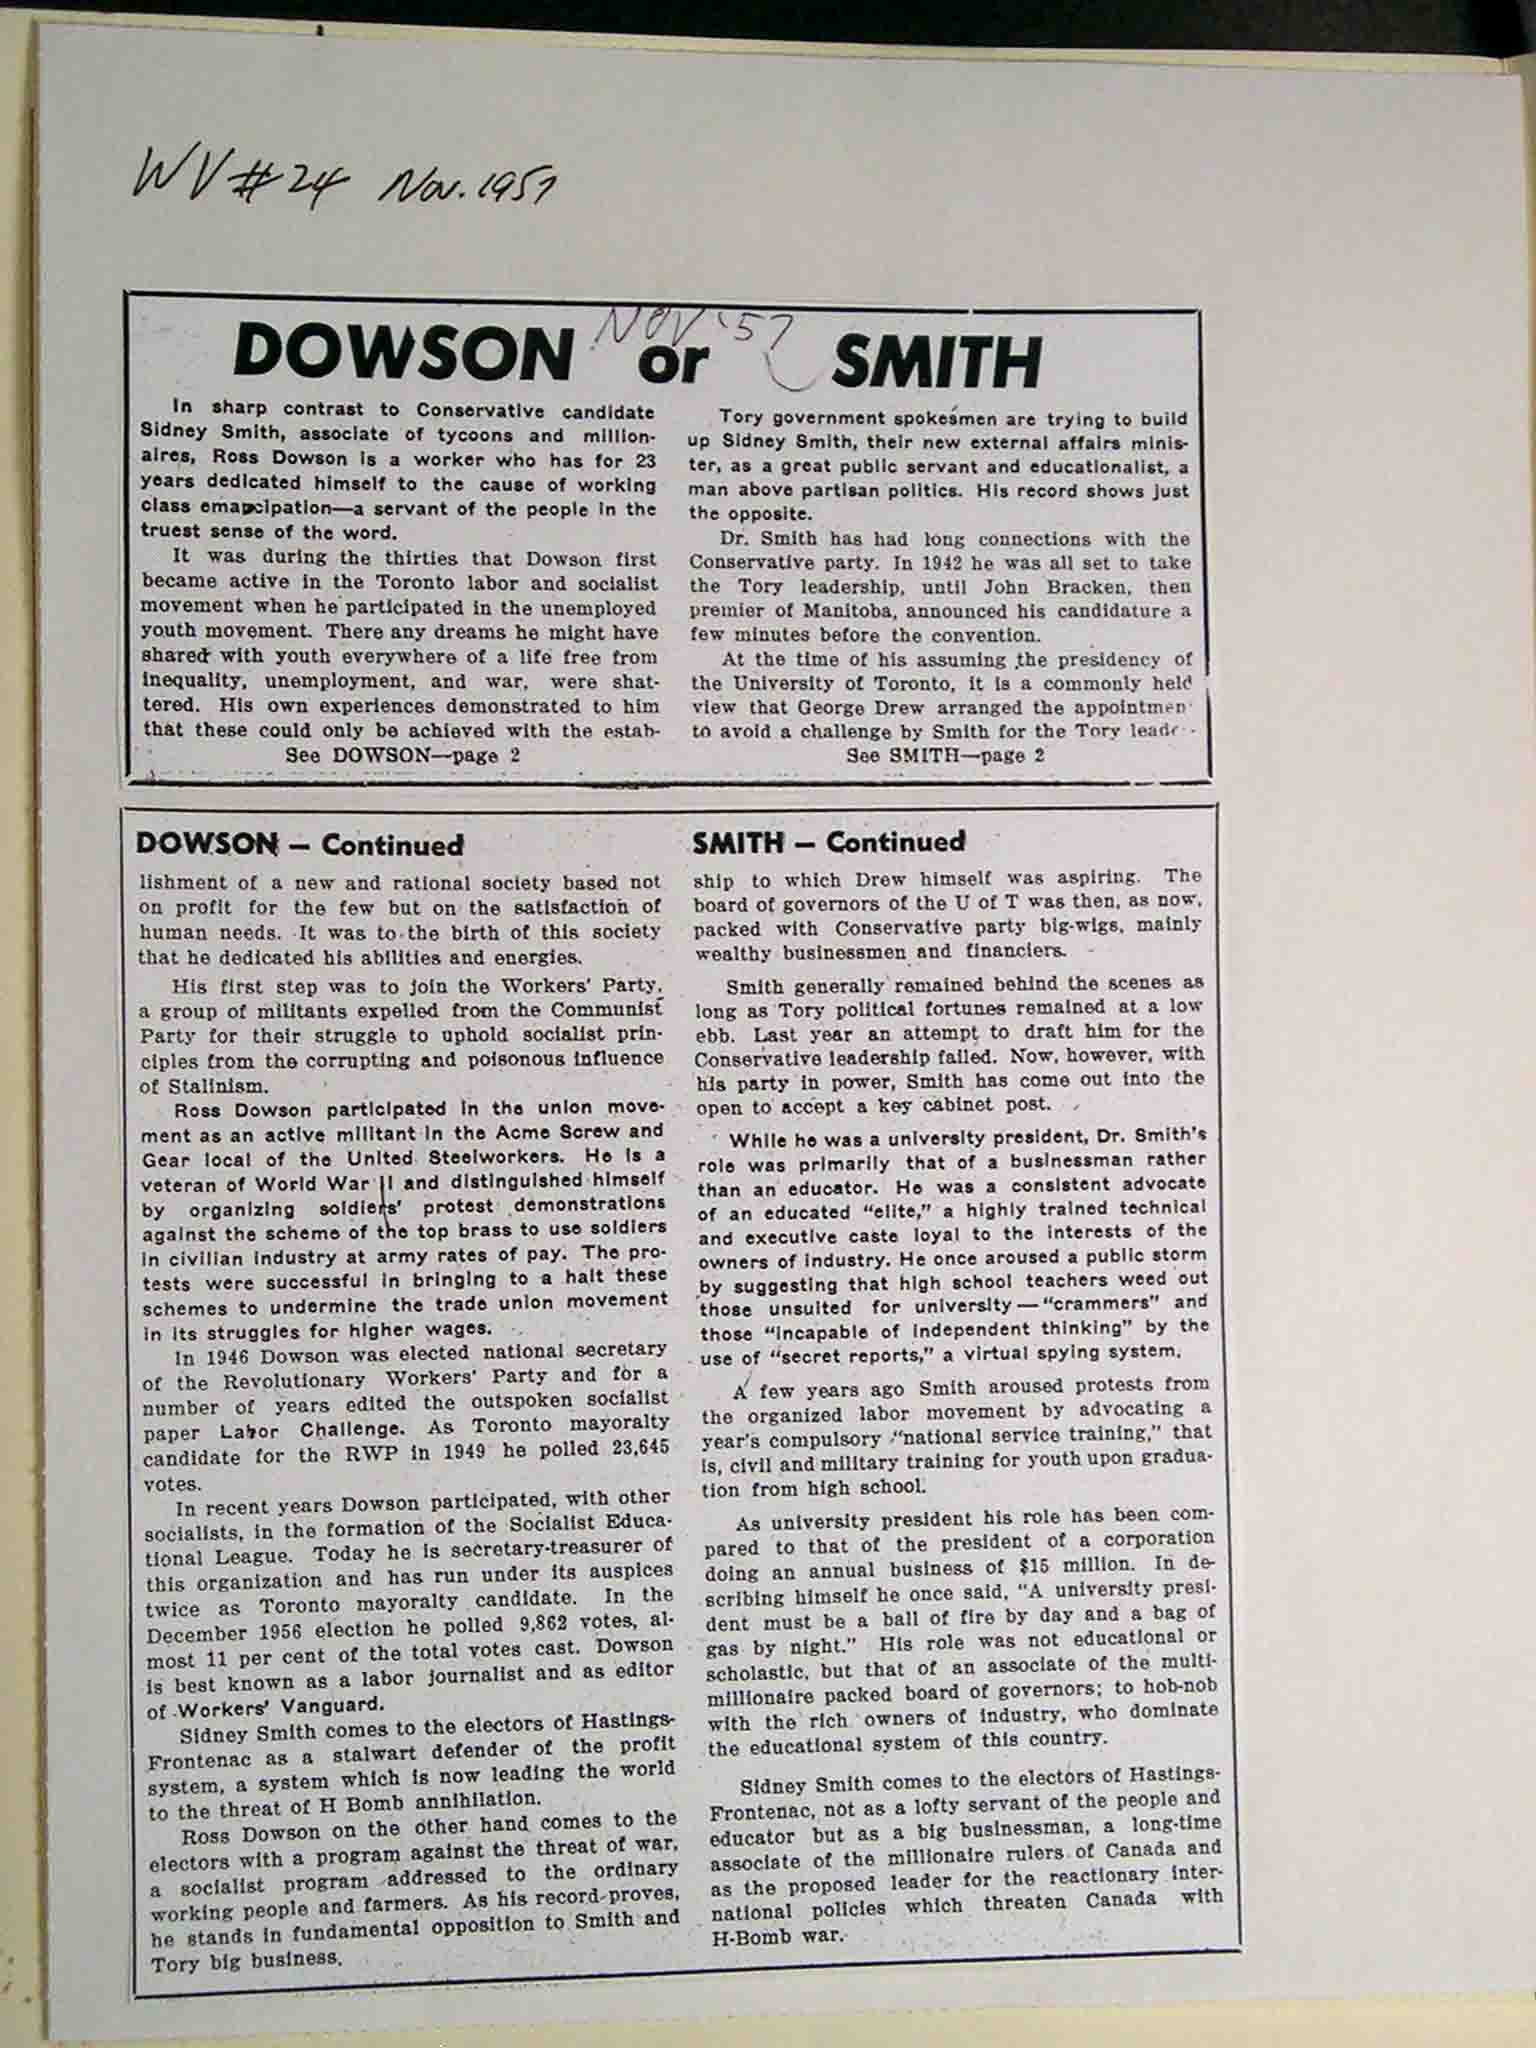 WV #24 Nov. 1957
DOWSON or SMITH
Nov '57
In sharp contrast to Conservative candidate
Sidney Smith, associate of tycoons and million-
aires, Ross Dowson is a worker who has for 23
years dedicated himself to the cause of working
class emancipation—a servant of the people in the
truest sense of the word.
It was during the thirties that Dowson first
became active in the Toronto labor and socialist
movement when he participated in the unemployed
youth movement. There any dreams he might have
shared with youth everywhere of a life free from
inequality, unemployment, and war, were shat-
tered. His own experiences demonstrated to him
that these could only be achieved with the estab-
See DOWSON—page 2
Tory government spokesmen are trying to build
up Sidney Smith, their new external affairs minis-
ter, as a great public servant and educationalist, a
man above partisan politics. His record shows just
the opposite.
Dr. Smith has had long connections with the
Conservative party. In 1942 he was all set to take
the Tory leadership, until John Bracken, then
premier of Manitoba, announced his candidature a
few minutes before the convention.
At the time of his assuming the presidency of
the University of Toronto, it is a commonly held
view that George Drew arranged the appointment
to avoid a challenge by Smith for the Tory leader-
See SMITH—page 2
DOWSON — Continued
lishment of a new and rational society based not
on profit for the few but on the satisfaction of
human needs. It was to the birth of this society
that he dedicated his abilities and energies.
His first step was to join the Workers' Party,
a group of militants expelled from the Communist
Party for their struggle to uphold socialist prin-
ciples from the corrupting and poisonous influence
of Stalinism.
Ross Dowson participated in the union move-
ment as an active militant in the Acme Screw and
Gear local of the United Steelworkers. He is a
veteran of World War II and distinguished himself
by organizing soldiers' protest demonstrations
against the scheme of the top brass to use soldiers
in civilian industry at army rates of pay. The pro-
tests were successful in bringing to a halt these
schemes to undermine the trade union movement
in its struggles for higher wages.
In 1946 Dowson was elected national secretary
of the Revolutionary Workers' Party and for a
number of years edited the outspoken socialist
paper Labor Challenge. As Toronto mayoralty
candidate for the RWP in 1949 he polled 23,645
votes.
In recent years Dowson participated, with other
socialists, in the formation of the Socialist Educa-
tional League. Today he is secretary-treasurer of
this organization and has run under its auspices
twice as Toronto mayoralty candidate. In the
December 1956 election he polled 9,862 votes, al-
most 11 per cent of the total votes cast. Dowson
is best known as a labor journalist and as editor
of Workers' Vanguard.
Sidney Smith comes to the electors of Hastings-
Frontenac as a stalwart defender of the profit
system, a system which is now leading the world
to the threat of H Bomb annihilation.
Ross Dowson on the other hand comes to the
electors with a program against the threat of war,
a socialist program addressed to the ordinary
working people and farmers. As his record proves,
he stands in fundamental opposition to Smith and
Tory big business.
SMITH — Continued
ship to which Drew himself was aspiring. The
board of governors of the U of T was then, as now,
packed with Conservative party big-wigs, mainly
wealthy businessmen and financiers.
Smith generally remained behind the scenes as
long as Tory political fortunes remained at a low
ebb. Last year an attempt to draft him for the
Conservative leadership failed. Now, however, with
his party in power, Smith has come out into the
open to accept a key cabinet post.
While he was a university president, Dr. Smith's
role was primarily that of a businessman rather
than an educator. He was a consistent advocate
of an educated "elite," a highly trained technical
and executive caste loyal to the interests of the
owners of industry. He once aroused a public storm
by suggesting that high school teachers weed out
those unsuited for university—"crammers" and
those "incapable of independent thinking" by the
use of "secret reports," a virtual spying system.
A few years ago Smith aroused protests from
the organized labor movement by advocating a
year's compulsory "national service training," that
is, civil and military training for youth upon gradua-
tion from high school.
As university president his role has been com-
pared to that of the president of a corporation
doing an annual business of $15 million. In de-
scribing himself he once said, "A university presi-
dent must be a ball of fire by day and a bag of
gas by night." His role was not educational or
scholastic, but that of an associate of the multi-
millionaire packed board of governors; to hob-nob
with the rich owners of industry, who dominate
the educational system of this country.
Sidney Smith comes to the electors of Hastings-
Frontenac, not as a lofty servant of the people and
educator but as a big businessman, a long-time
associate of the millionaire rulers of Canada and
as the proposed leader for the reactionary inter-
national policies which threaten Canada with
H-Bomb war.